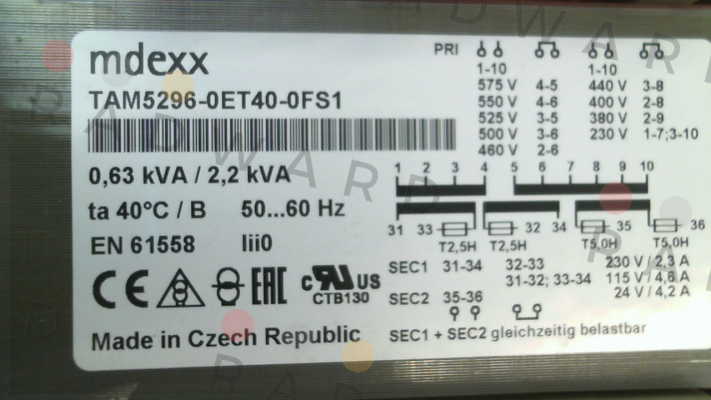 mdexx
TAM5296-0ET40-0FS1
0,63 kVA / 2,2 kVA
ta 40°C / B 50...60 Hz
EN 61558 Iii0
CE EAC c RU US
CTB130
Made in Czech Republic
PRI
1-10 1-10
575 V 4-5 440 V 3-8
550 V 4-6 400 V 2-8
525 V 3-5 380 V 2-9
500 V 3-6 230 V 1-7;3-10
460 V 2-6
1 2 3 4 5 6 7 8 9 10
31 33 32 34 35 36
T2,5H T2,5H T5,0H T5,0H
SEC1 31-34 32-33 230 V / 2,3 A
31-32; 33-34 115 V / 4,6 A
SEC2 35-36 24 V / 4,2 A
SEC1 + SEC2 gleichzeitig belastbar
RADWARD